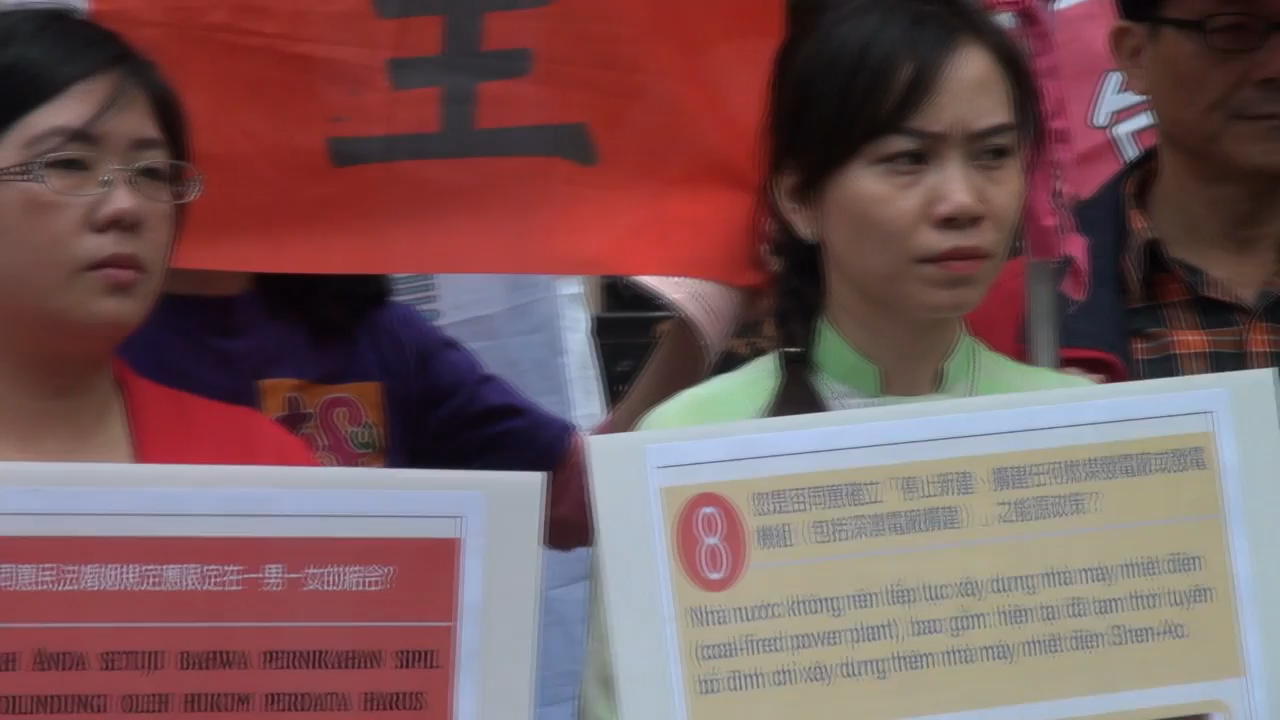 同意民法婚姻規定應限定在一男一女的結合?
AH ANDA SETUJU BAHWA PERNIKAHAN SIPIL
DILINDUNGI OLEH HUKUM PERDATA HARUS
8
您是否同意確立「停止新建、擴建任何燃煤發電廠或發電
機組（包括深澳電廠擴建）」之能源政策??
Nhà nước không nên tiếp tục xây dựng nhà máy nhiệt điện
(coal-fired power plant), bao gồm hiện tại đã tạm thời tuyên
bố đình chỉ xây dựng thêm nhà máy nhiệt điện Shen-Ao.